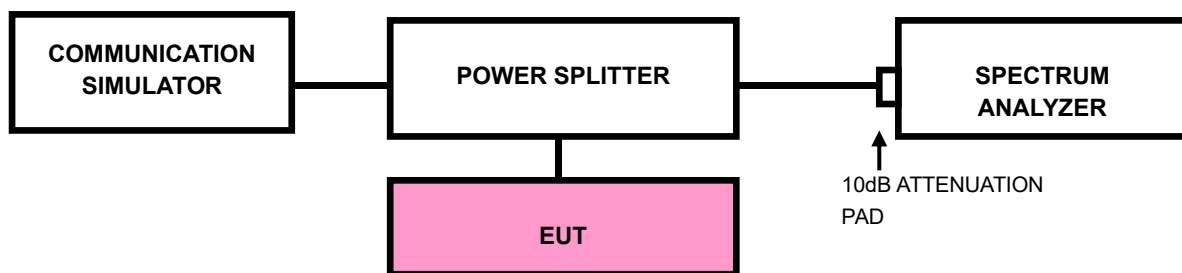 COMMUNICATION
SIMULATOR
POWER SPLITTER
SPECTRUM
ANALYZER
10dB ATTENUATION
PAD
EUT